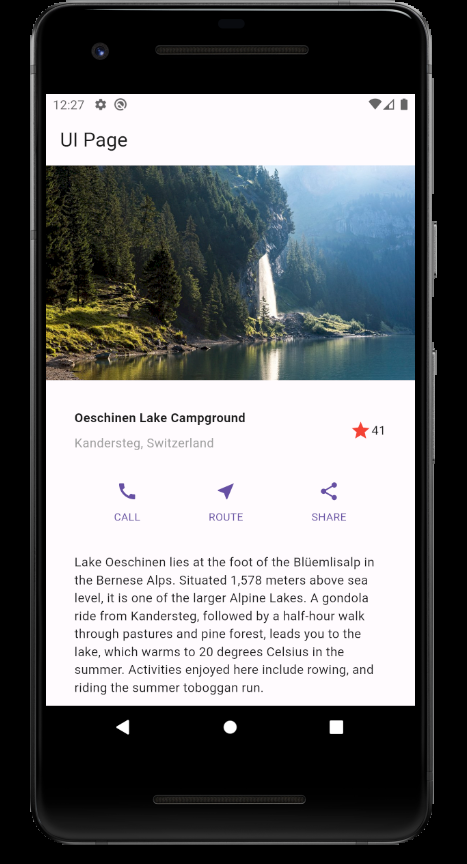 12:27
UI Page
Oeschinen Lake Campground
Kandersteg, Switzerland
41
CALL ROUTE SHARE
Lake Oeschinen lies at the foot of the Blüemlisalp in
the Bernese Alps. Situated 1,578 meters above sea
level, it is one of the larger Alpine Lakes. A gondola
ride from Kandersteg, followed by a half-hour walk
through pastures and pine forest, leads you to the
lake, which warms to 20 degrees Celsius in the
summer. Activities enjoyed here include rowing, and
riding the summer toboggan run.